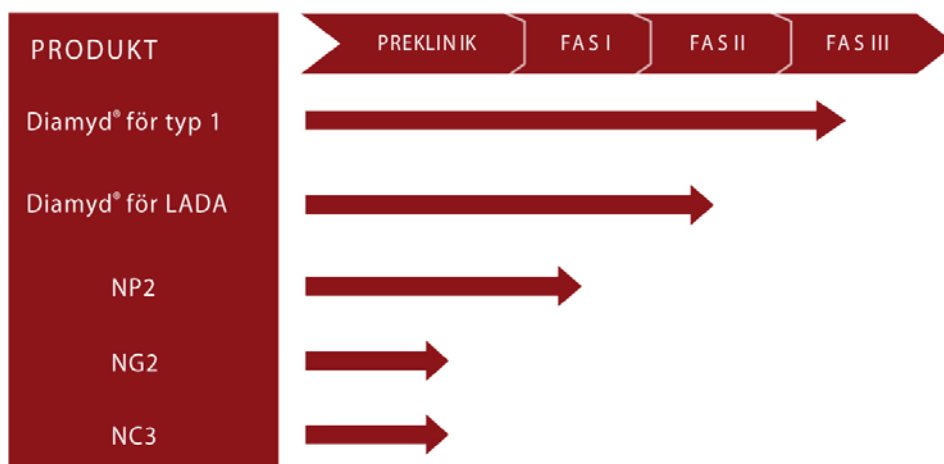 PRODUKT
PREKLINIK FAS I FAS II FAS III
Diamyd® för typ 1
Diamyd® för LADA
NP2
NG2
NC3